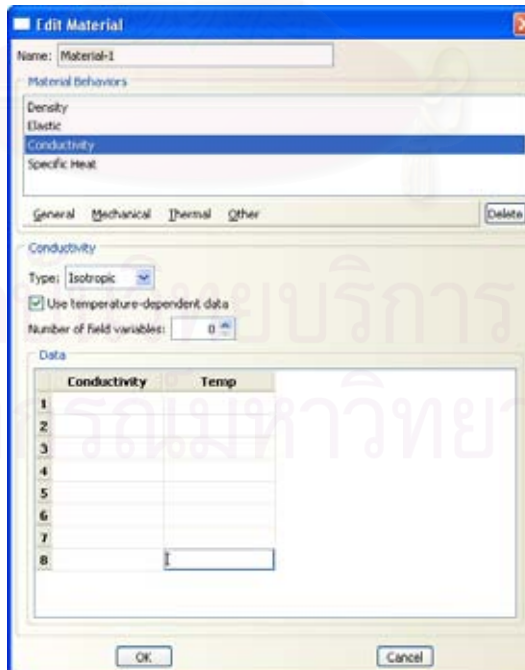 Edit Material
Name: Material-1
Material Behaviors
Density
Elastic
Conductivity
Specific Heat
General Mechanical Thermal Other Delete
Conductivity
Type: Isotropic
Use temperature-dependent data
Number of field variables: 0
Data
Conductivity Temp
1
2
3
4
5
6
7
8
OK Cancel